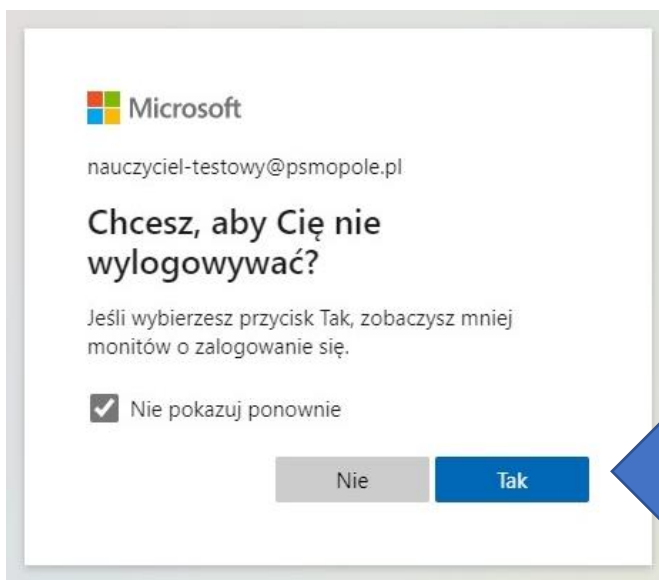 Microsoft
nauczyciel-testowy@psmopole.pl
Chcesz, aby Cię nie
wylogowywać?
Jeśli wybierzesz przycisk Tak, zobaczysz mniej
monitów o zalogowanie się.
Nie pokazuj ponownie
Nie
Tak